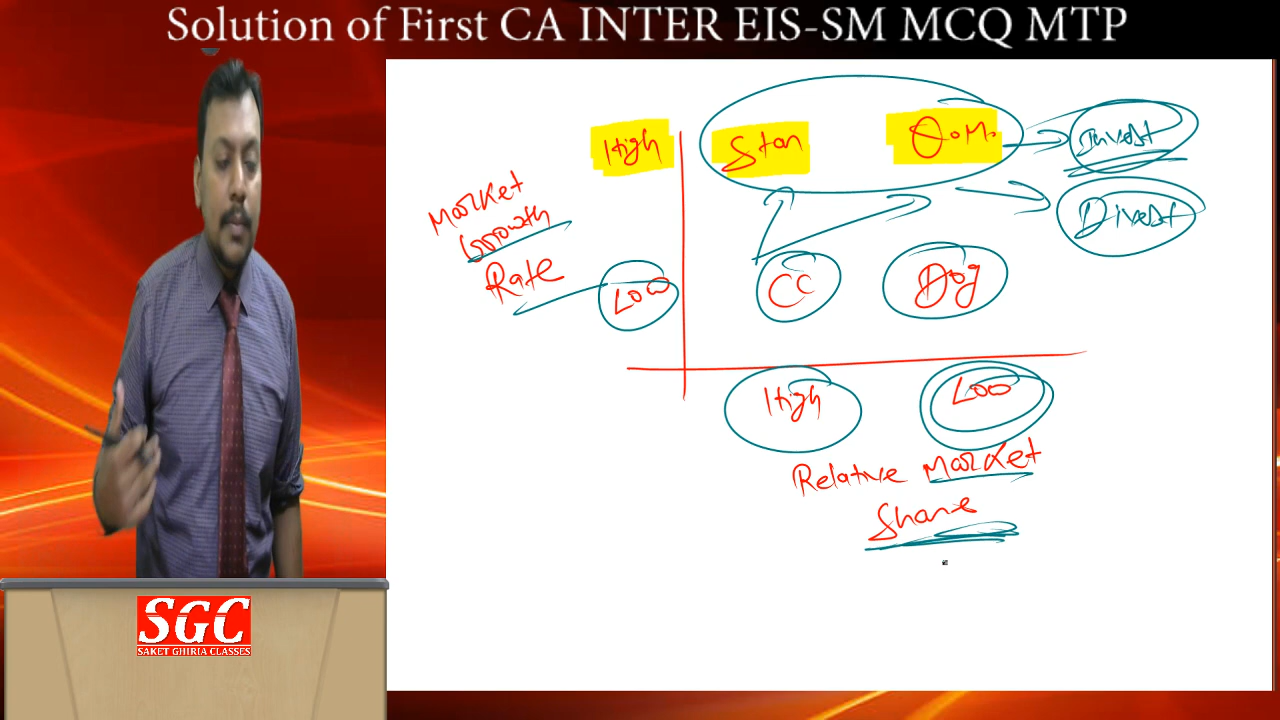 Solution of First CA INTER EIS-SM MCQ MTP
High
Star
Q.M.
Invest
Divest
Market
Growth
Rate
Low
CC
Dog
High
Low
Relative Market
Share
SGC
SAKET GHIRIA CLASSES